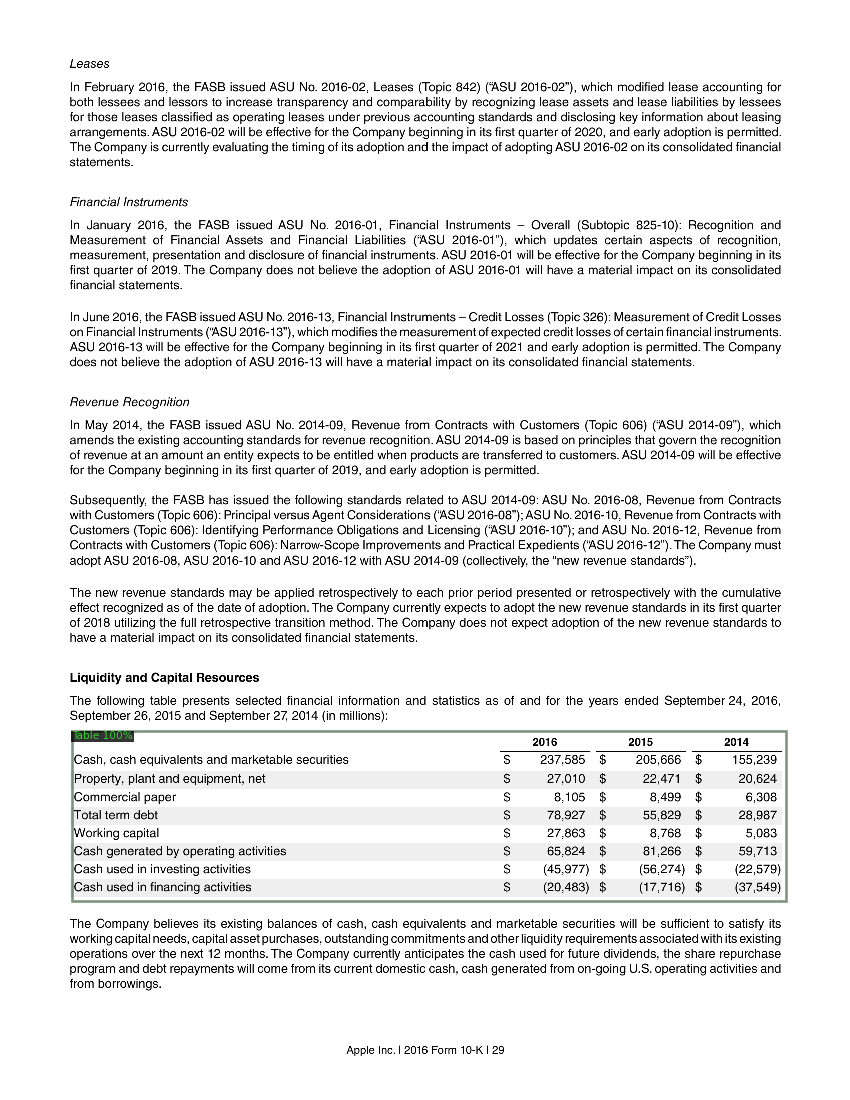 Leases
In February 2016, the FASB issued ASU No. 2016-02, Leases (Topic 842) (“ASU 2016-02”), which modified lease accounting for
both lessees and lessors to increase transparency and comparability by recognizing lease assets and lease liabilities by lessees
for those leases classified as operating leases under previous accounting standards and disclosing key information about leasing
arrangements. ASU 2016-02 will be effective for the Company beginning in its first quarter of 2020, and early adoption is permitted.
The Company is currently evaluating the timing of its adoption and the impact of adopting ASU 2016-02 on its consolidated financial
statements.
Financial Instruments
In January 2016, the FASB issued ASU No. 2016-01, Financial Instruments – Overall (Subtopic 825-10): Recognition and
Measurement of Financial Assets and Financial Liabilities (“ASU 2016-01”), which updates certain aspects of recognition,
measurement, presentation and disclosure of financial instruments. ASU 2016-01 will be effective for the Company beginning in its
first quarter of 2019. The Company does not believe the adoption of ASU 2016-01 will have a material impact on its consolidated
financial statements.
In June 2016, the FASB issued ASU No. 2016-13, Financial Instruments – Credit Losses (Topic 326): Measurement of Credit Losses
on Financial Instruments (“ASU 2016-13”), which modifies the measurement of expected credit losses of certain financial instruments.
ASU 2016-13 will be effective for the Company beginning in its first quarter of 2021 and early adoption is permitted. The Company
does not believe the adoption of ASU 2016-13 will have a material impact on its consolidated financial statements.
Revenue Recognition
In May 2014, the FASB issued ASU No. 2014-09, Revenue from Contracts with Customers (Topic 606) (“ASU 2014-09”), which
amends the existing accounting standards for revenue recognition. ASU 2014-09 is based on principles that govern the recognition
of revenue at an amount an entity expects to be entitled when products are transferred to customers. ASU 2014-09 will be effective
for the Company beginning in its first quarter of 2019, and early adoption is permitted.
Subsequently, the FASB has issued the following standards related to ASU 2014-09: ASU No. 2016-08, Revenue from Contracts
with Customers (Topic 606): Principal versus Agent Considerations (“ASU 2016-08”); ASU No. 2016-10, Revenue from Contracts with
Customers (Topic 606): Identifying Performance Obligations and Licensing (“ASU 2016-10”); and ASU No. 2016-12, Revenue from
Contracts with Customers (Topic 606): Narrow-Scope Improvements and Practical Expedients (“ASU 2016-12”). The Company must
adopt ASU 2016-08, ASU 2016-10 and ASU 2016-12 with ASU 2014-09 (collectively, the “new revenue standards”).
The new revenue standards may be applied retrospectively to each prior period presented or retrospectively with the cumulative
effect recognized as of the date of adoption. The Company currently expects to adopt the new revenue standards in its first quarter
of 2018 utilizing the full retrospective transition method. The Company does not expect adoption of the new revenue standards to
have a material impact on its consolidated financial statements.
Liquidity and Capital Resources
The following table presents selected financial information and statistics as of and for the years ended September 24, 2016,
September 26, 2015 and September 27, 2014 (in millions):
Table 100%
2016 2015 2014
Cash, cash equivalents and marketable securities $ 237,585 $ 205,666 $ 155,239
Property, plant and equipment, net $ 27,010 $ 22,471 $ 20,624
Commercial paper $ 8,105 $ 8,499 $ 6,308
Total term debt $ 78,927 $ 55,829 $ 28,987
Working capital $ 27,863 $ 8,768 $ 5,083
Cash generated by operating activities $ 65,824 $ 81,266 $ 59,713
Cash used in investing activities $ (45,977) $ (56,274) $ (22,579)
Cash used in financing activities $ (20,483) $ (17,716) $ (37,549)
The Company believes its existing balances of cash, cash equivalents and marketable securities will be sufficient to satisfy its
working capital needs, capital asset purchases, outstanding commitments and other liquidity requirements associated with its existing
operations over the next 12 months. The Company currently anticipates the cash used for future dividends, the share repurchase
program and debt repayments will come from its current domestic cash, cash generated from on-going U.S. operating activities and
from borrowings.
Apple Inc. | 2016 Form 10-K | 29